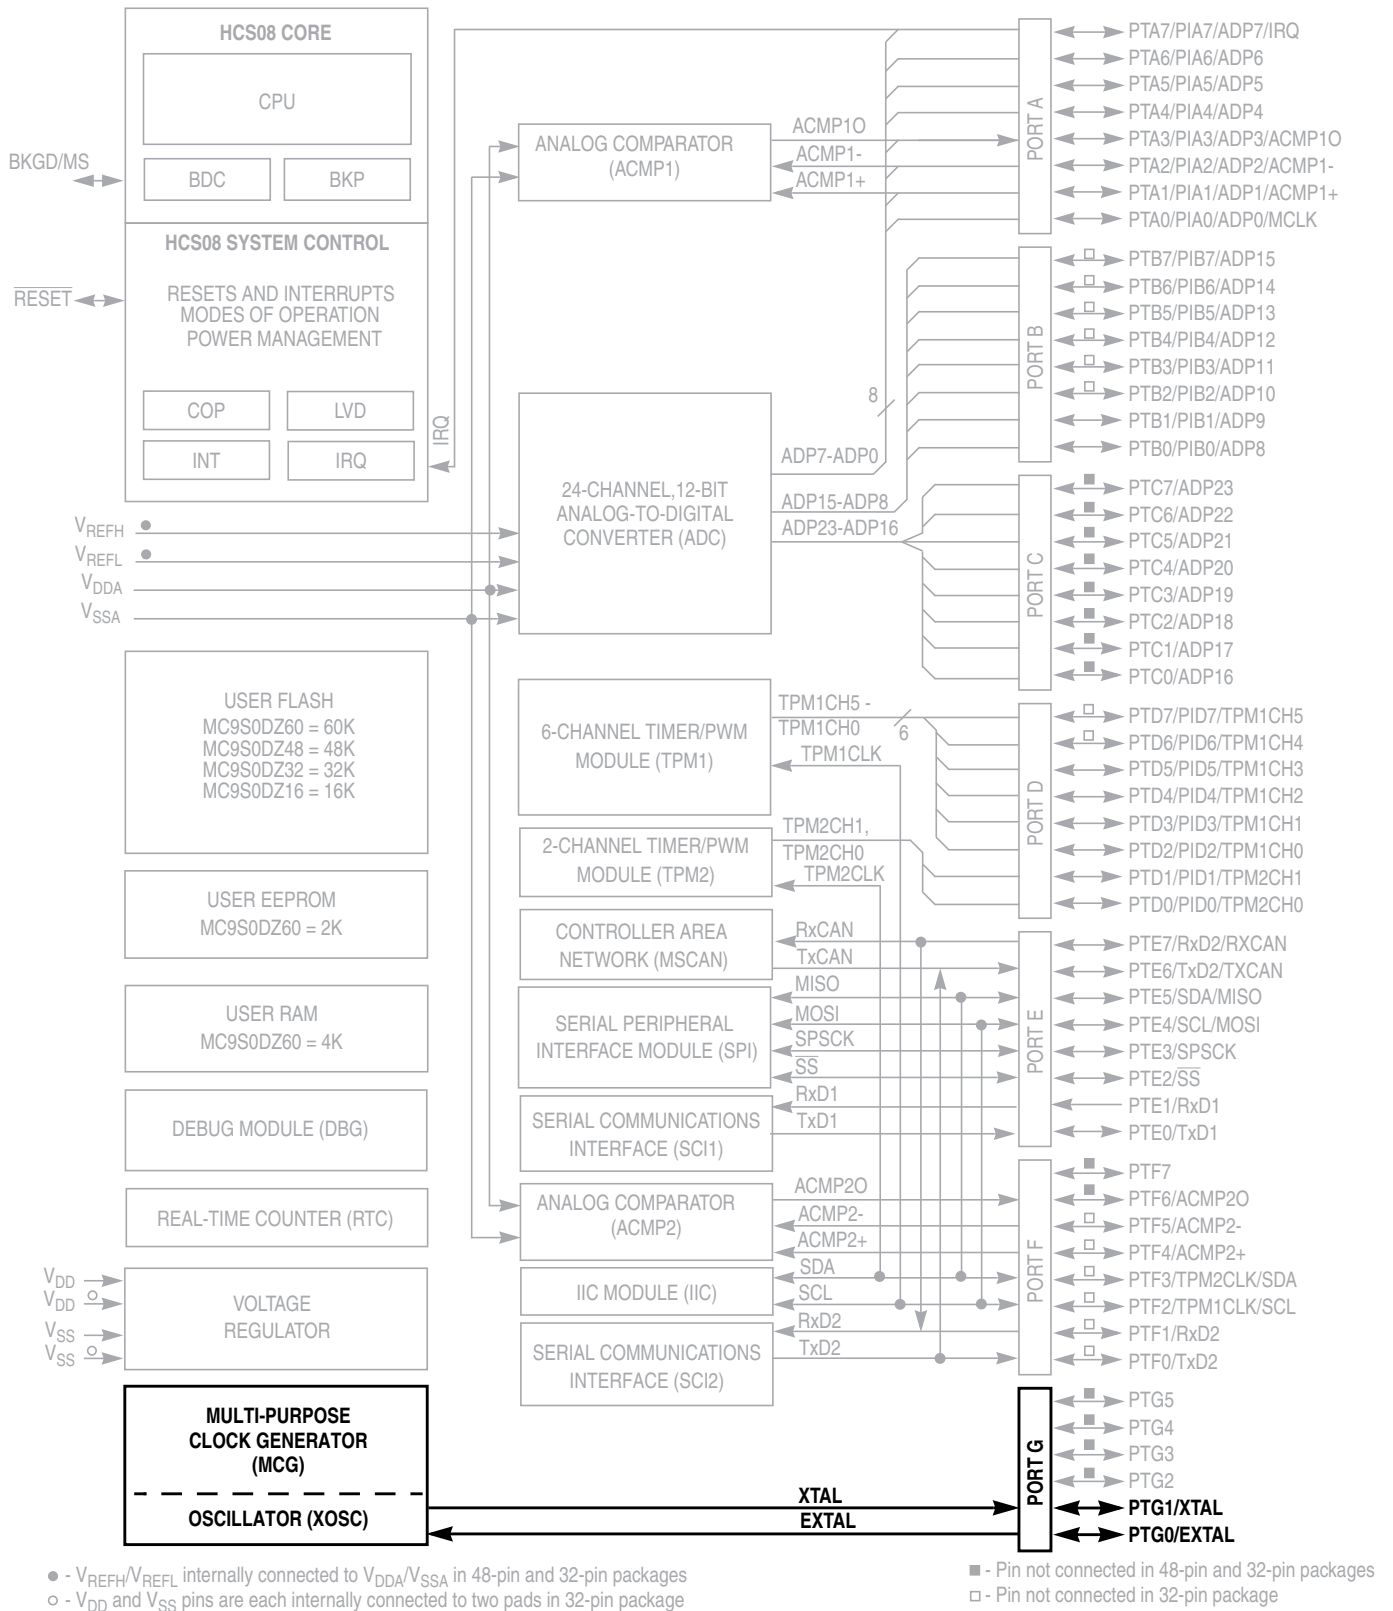 HCS08 CORE
CPU
BDC
BKP
BKGD/MS
HCS08 SYSTEM CONTROL
RESETS AND INTERRUPTS
MODES OF OPERATION
POWER MANAGEMENT
RESET
COP
LVD
INT
IRQ
IRQ
VREFH
VREFL
VDDA
VSSA
USER FLASH
MC9S0DZ60 = 60K
MC9S0DZ48 = 48K
MC9S0DZ32 = 32K
MC9S0DZ16 = 16K
USER EEPROM
MC9S0DZ60 = 2K
USER RAM
MC9S0DZ60 = 4K
DEBUG MODULE (DBG)
REAL-TIME COUNTER (RTC)
VDD
VDD
VSS
VSS
VOLTAGE
REGULATOR
MULTI-PURPOSE
CLOCK GENERATOR
(MCG)
OSCILLATOR (XOSC)
ANALOG COMPARATOR
(ACMP1)
ACMP1O
ACMP1-
ACMP1+
24-CHANNEL,12-BIT
ANALOG-TO-DIGITAL
CONVERTER (ADC)
8
ADP7-ADP0
ADP15-ADP8
ADP23-ADP16
6-CHANNEL TIMER/PWM
MODULE (TPM1)
TPM1CH5 -
TPM1CH0
6
TPM1CLK
2-CHANNEL TIMER/PWM
MODULE (TPM2)
TPM2CH1,
TPM2CH0
TPM2CLK
CONTROLLER AREA
NETWORK (MSCAN)
RxCAN
TxCAN
SERIAL PERIPHERAL
INTERFACE MODULE (SPI)
MISO
MOSI
SPSCK
SS
SERIAL COMMUNICATIONS
INTERFACE (SCI1)
RxD1
TxD1
ANALOG COMPARATOR
(ACMP2)
ACMP2O
ACMP2-
ACMP2+
IIC MODULE (IIC)
SDA
SCL
SERIAL COMMUNICATIONS
INTERFACE (SCI2)
RxD2
TxD2
XTAL
EXTAL
PORT A
PTA7/PIA7/ADP7/IRQ
PTA6/PIA6/ADP6
PTA5/PIA5/ADP5
PTA4/PIA4/ADP4
PTA3/PIA3/ADP3/ACMP1O
PTA2/PIA2/ADP2/ACMP1-
PTA1/PIA1/ADP1/ACMP1+
PTA0/PIA0/ADP0/MCLK
PORT B
PTB7/PIB7/ADP15
PTB6/PIB6/ADP14
PTB5/PIB5/ADP13
PTB4/PIB4/ADP12
PTB3/PIB3/ADP11
PTB2/PIB2/ADP10
PTB1/PIB1/ADP9
PTB0/PIB0/ADP8
PORT C
PTC7/ADP23
PTC6/ADP22
PTC5/ADP21
PTC4/ADP20
PTC3/ADP19
PTC2/ADP18
PTC1/ADP17
PTC0/ADP16
PORT D
PTD7/PID7/TPM1CH5
PTD6/PID6/TPM1CH4
PTD5/PID5/TPM1CH3
PTD4/PID4/TPM1CH2
PTD3/PID3/TPM1CH1
PTD2/PID2/TPM1CH0
PTD1/PID1/TPM2CH1
PTD0/PID0/TPM2CH0
PORT E
PTE7/RxD2/RXCAN
PTE6/TxD2/TXCAN
PTE5/SDA/MISO
PTE4/SCL/MOSI
PTE3/SPSCK
PTE2/SS
PTE1/RxD1
PTE0/TxD1
PORT F
PTF7
PTF6/ACMP2O
PTF5/ACMP2-
PTF4/ACMP2+
PTF3/TPM2CLK/SDA
PTF2/TPM1CLK/SCL
PTF1/RxD2
PTF0/TxD2
PORT G
PTG5
PTG4
PTG3
PTG2
PTG1/XTAL
PTG0/EXTAL
● - VREFH/VREFL internally connected to VDDA/VSSA in 48-pin and 32-pin packages
○ - VDD and VSS pins are each internally connected to two pads in 32-pin package
■ - Pin not connected in 48-pin and 32-pin packages
□ - Pin not connected in 32-pin package